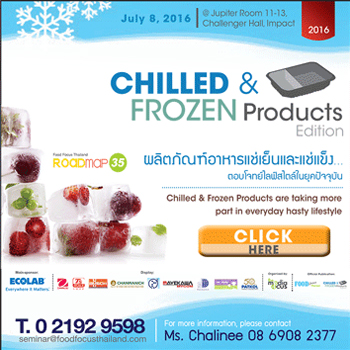 July 8, 2016
@ Jupiter Room 11-13,
Challenger Hall, Impact
2016
CHILLED &
FROZEN Products
Edition
Food Focus Thailand
ROADMAP 35
ผลิตภัณฑ์อาหารแช่เย็นและแช่แข็ง...
ตอบโจทย์ไลฟ์สไตล์ในยุคปัจจุบัน
Chilled & Frozen Products are taking more
part in everyday hasty lifestyle
CLICK
HERE
ECOLAB
Everywhere It Matters
T. 0 2192 9598
seminar@foodfocusthailand.com
For more information, please contact
Ms. Chalinee 08 6908 2377